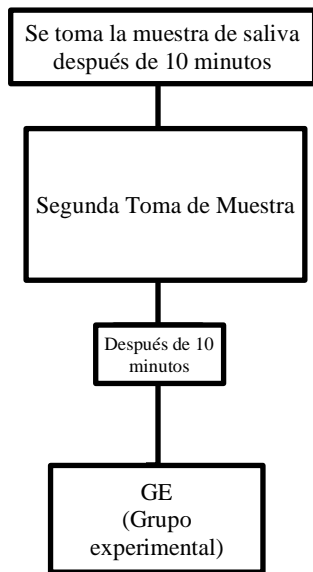 Se toma la muestra de saliva
después de 10 minutos
Segunda Toma de Muestra
Después de 10
minutos
GE
(Grupo
experimental)